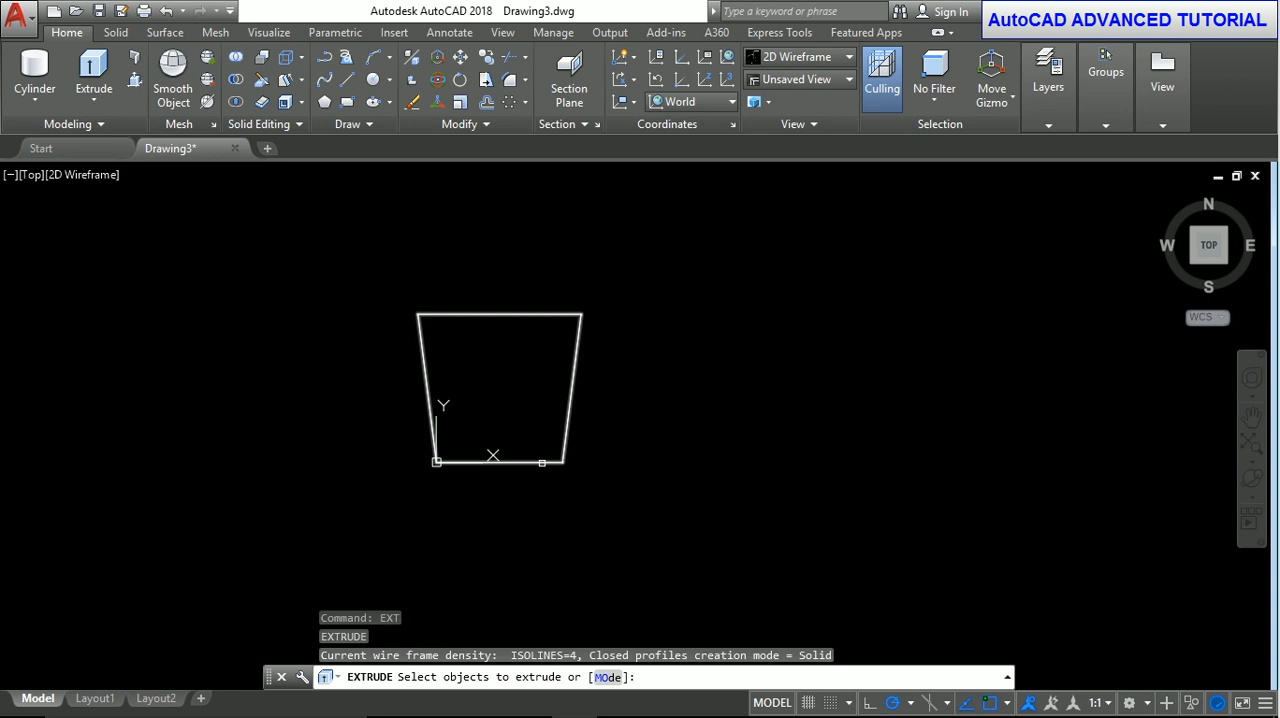 Autodesk AutoCAD 2018 Drawing3.dwg
Type a keyword or phrase
Sign In
AutoCAD ADVANCED TUTORIAL
Home Solid Surface Mesh Visualize Parametric Insert Annotate View Manage Output Add-ins A360 Express Tools Featured Apps
2D Wireframe
Unsaved View
World
Cylinder
Extrude
Smooth
Object
Section
Plane
Culling
No Filter
Move
Gizmo
Layers
Groups
View
Modeling
Mesh
Solid Editing
Draw
Modify
Section
Coordinates
View
Selection
Start
Drawing3*
[−][Top][2D Wireframe]
N
W
TOP
E
S
WCS
Y
X
Command: EXT
EXTRUDE
Current wire frame density: ISOLINES=4, Closed profiles creation mode = Solid
EXTRUDE Select objects to extrude or [MOde]:
Model Layout1 Layout2
MODEL
1:1